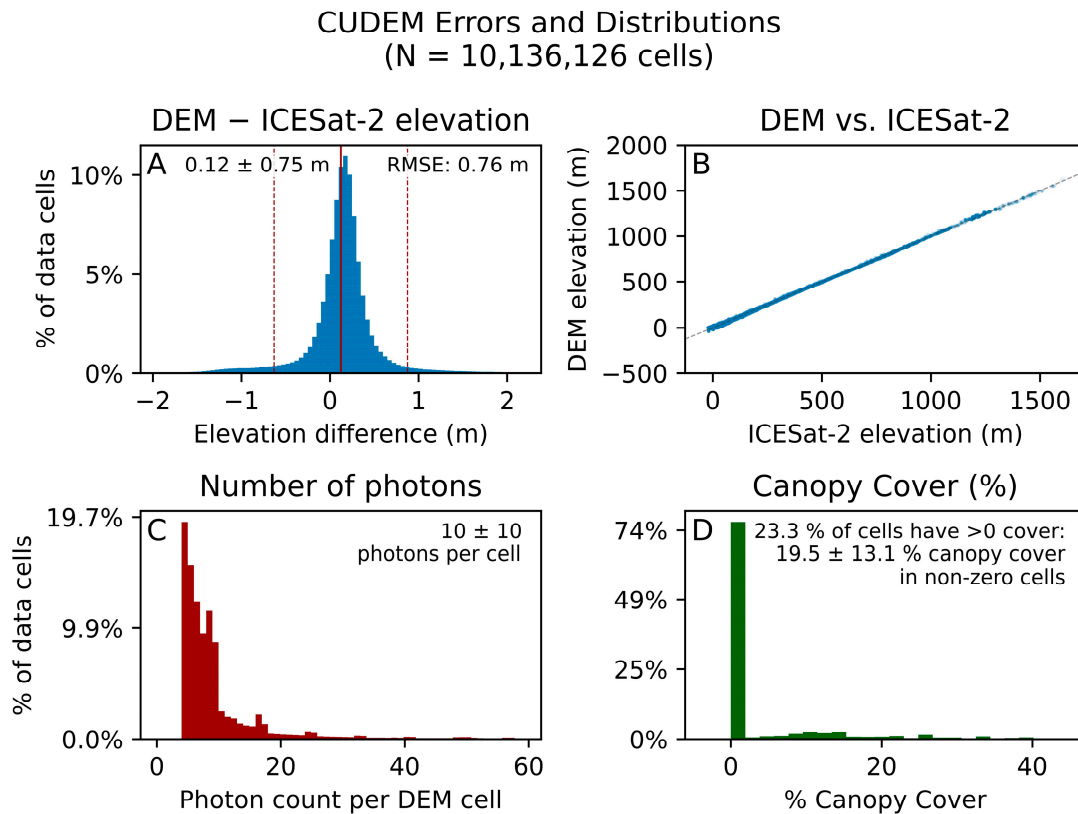 CUDEM Errors and Distributions
(N = 10,136,126 cells)
DEM − ICESat-2 elevation
A
0.12 ± 0.75 m
RMSE: 0.76 m
% of data cells
10%
5%
0%
−2
−1
0
1
2
Elevation difference (m)
DEM vs. ICESat-2
B
DEM elevation (m)
2000
1500
1000
500
0
−500
0
500
1000
1500
ICESat-2 elevation (m)
Number of photons
C
10 ± 10
photons per cell
% of data cells
19.7%
9.9%
0.0%
0
20
40
60
Photon count per DEM cell
Canopy Cover (%)
D
23.3 % of cells have >0 cover:
19.5 ± 13.1 % canopy cover
in non-zero cells
74%
49%
25%
0%
0
20
40
% Canopy Cover